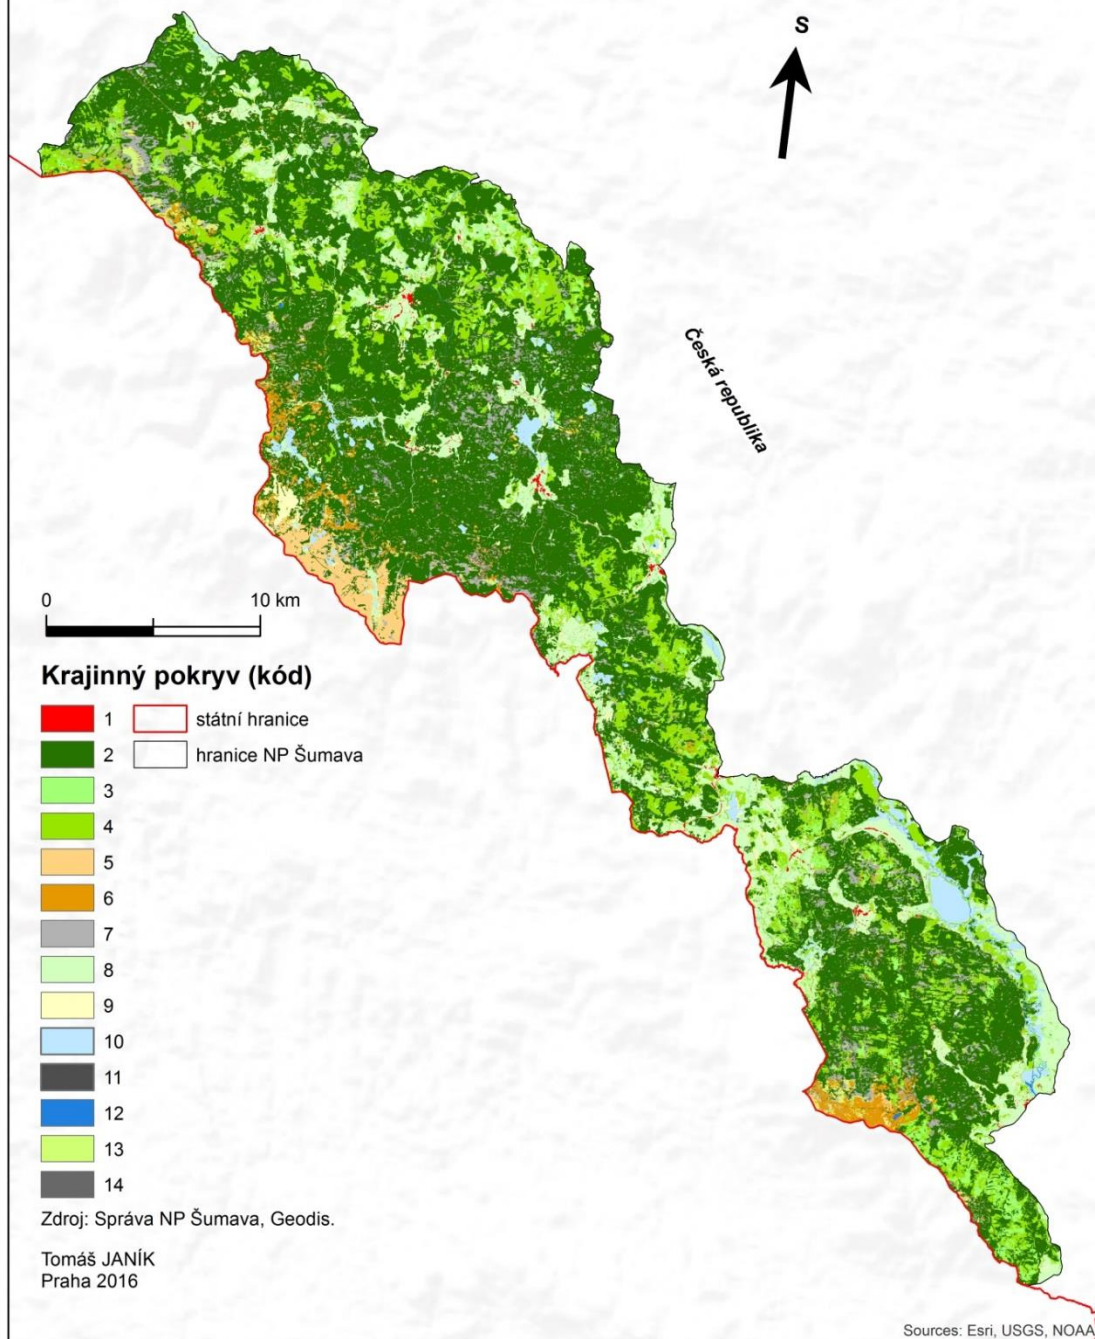 S
Česká republika
0 10 km
Krajinný pokryv (kód)
1 státní hranice
2 hranice NP Šumava
3
4
5
6
7
8
9
10
11
12
13
14
Zdroj: Správa NP Šumava, Geodis.
Tomáš JANÍK
Praha 2016
Sources: Esri, USGS, NOAA